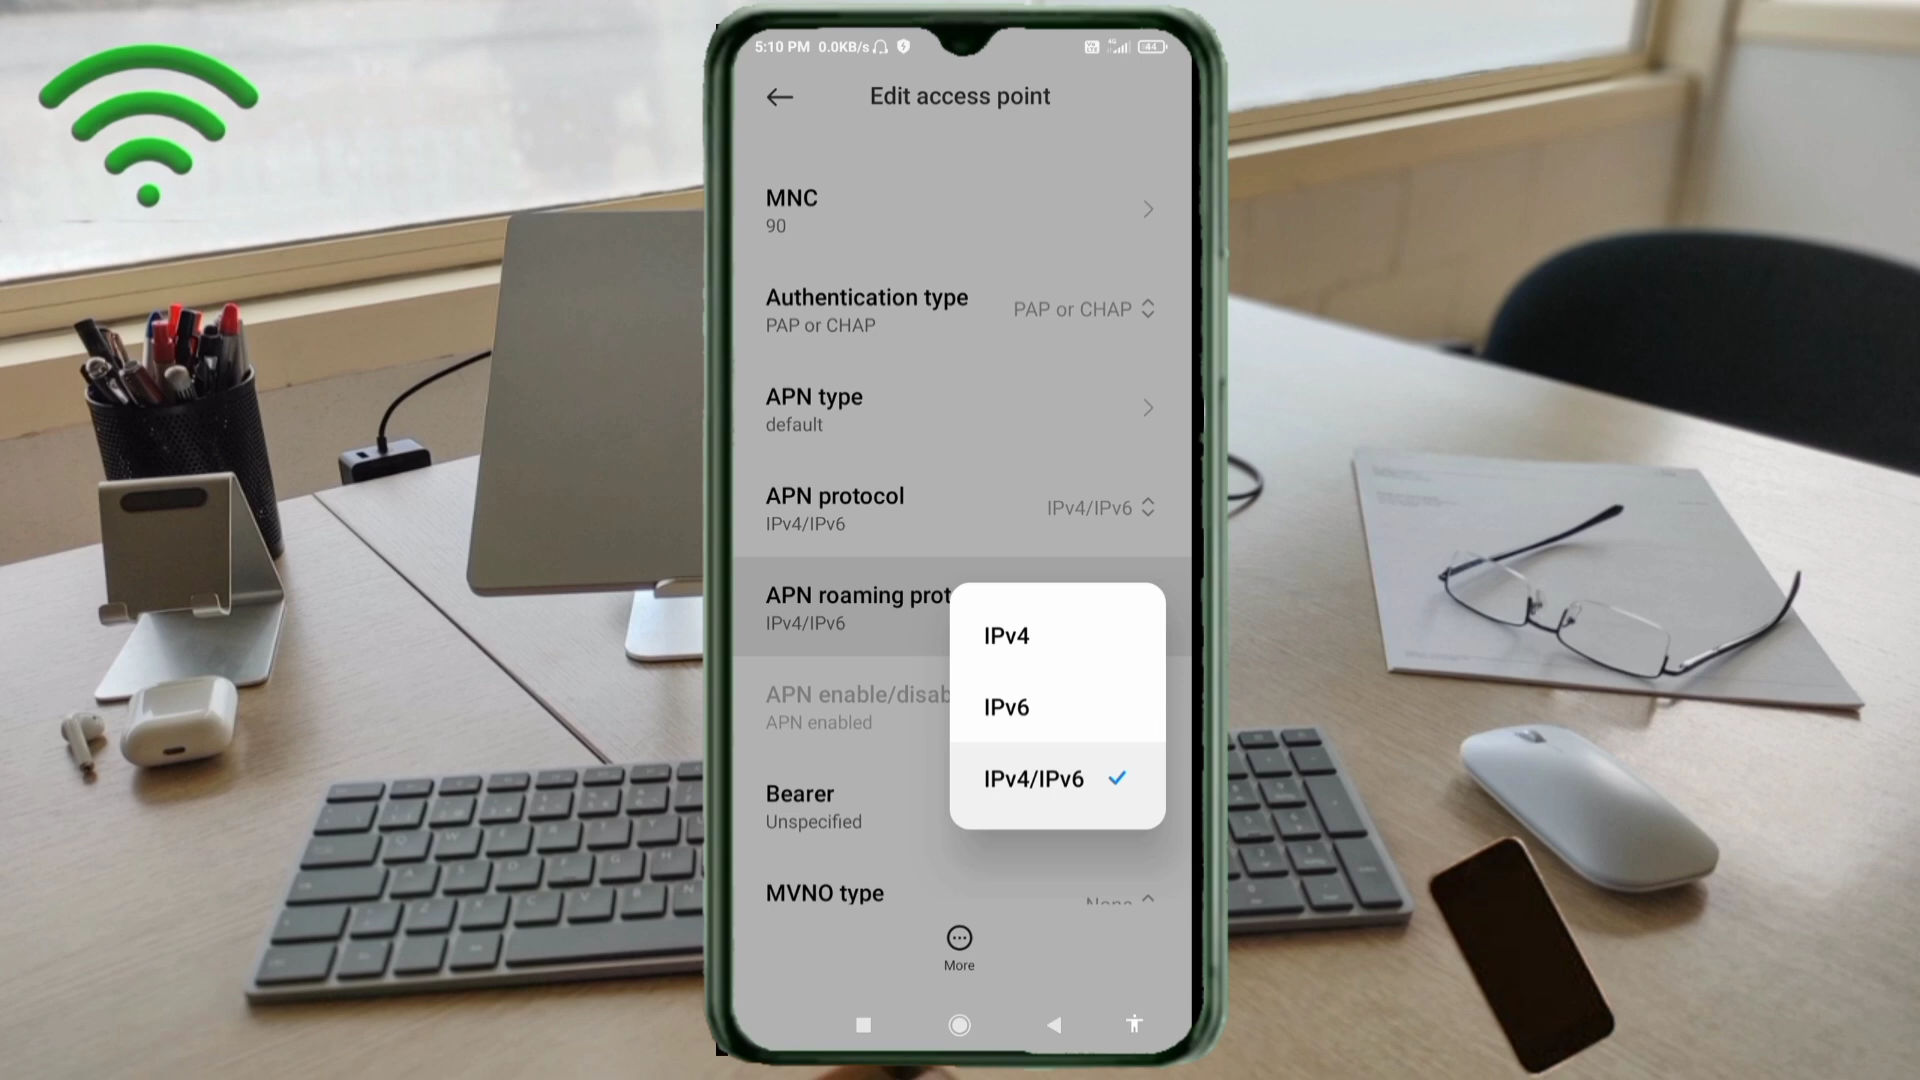 5:10 PM 0.0KB/s 4G 44
Edit access point
MNC
90
Authentication type
PAP or CHAP
PAP or CHAP
APN type
default
APN protocol
IPv4/IPv6
IPv4/IPv6
APN roaming prot
IPv4/IPv6
IPv4
IPv6
IPv4/IPv6
APN enable/disab
APN enabled
Bearer
Unspecified
MVNO type
More